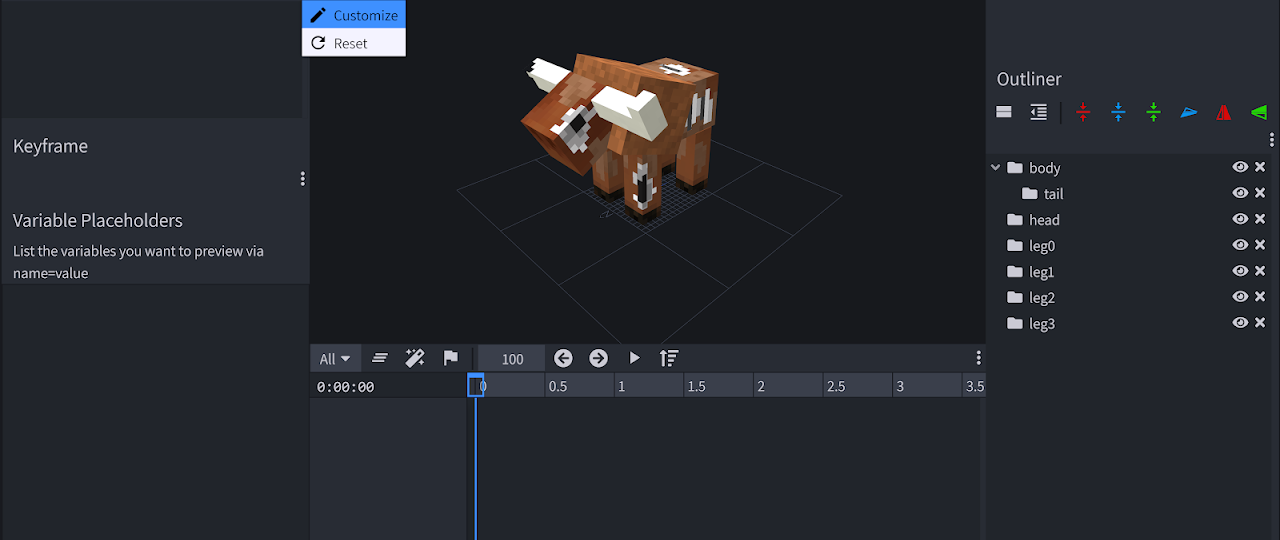 Customize
Reset
Keyframe
Variable Placeholders
List the variables you want to preview via
name=value
All
100
0:00:00
0 0.5 1 1.5 2 2.5 3 3.5
Outliner
body
tail
head
leg0
leg1
leg2
leg3